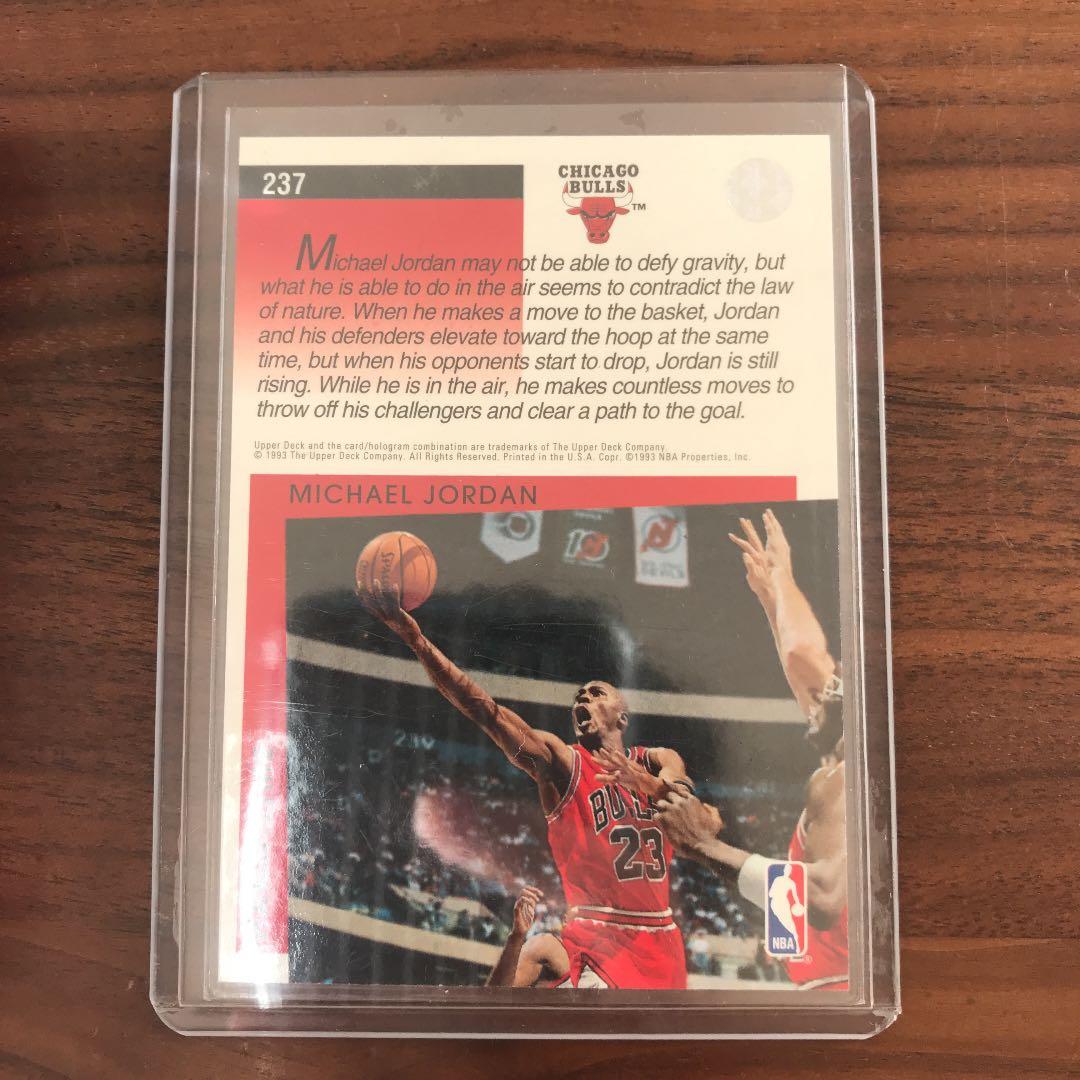 237
CHICAGO
BULLS
TM
Michael Jordan may not be able to defy gravity, but
what he is able to do in the air seems to contradict the law
of nature. When he makes a move to the basket, Jordan
and his defenders elevate toward the hoop at the same
time, but when his opponents start to drop, Jordan is still
rising. While he is in the air, he makes countless moves to
throw off his challengers and clear a path to the goal.
Upper Deck and the card/hologram combination are trademarks of The Upper Deck Company.
© 1993 The Upper Deck Company. All Rights Reserved. Printed in the U.S.A. Copr. ©1993 NBA Properties, Inc.
MICHAEL JORDAN
10
SPALDING
BULLS
23
NBA
®